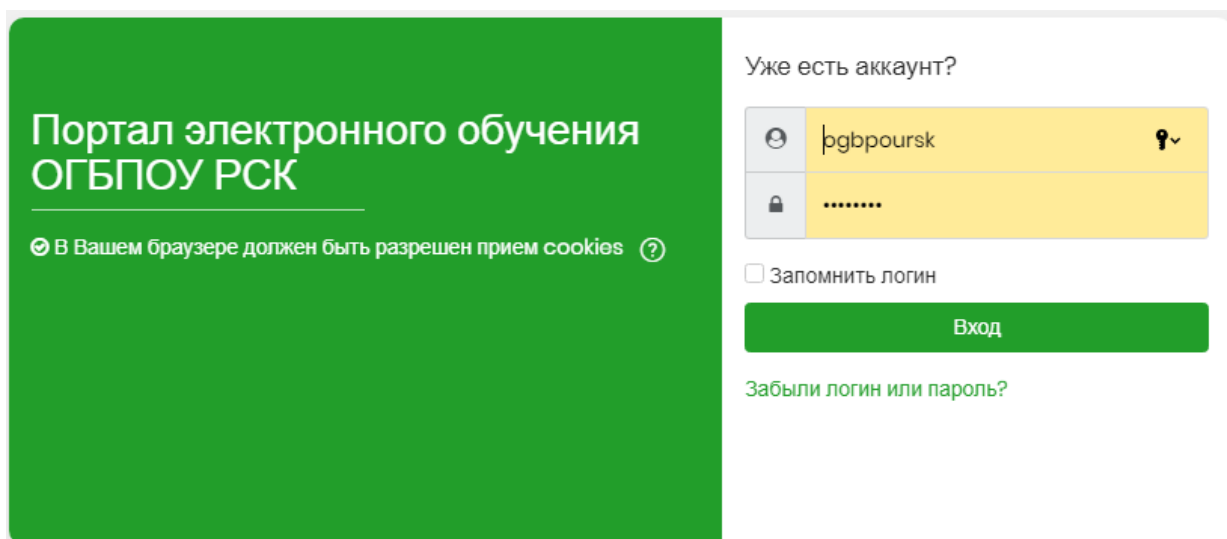 Портал электронного обучения
ОГБПОУ РСК
В Вашем браузере должен быть разрешен прием cookies
Уже есть аккаунт?
ogbpoursk
••••••••
Запомнить логин
Вход
Забыли логин или пароль?